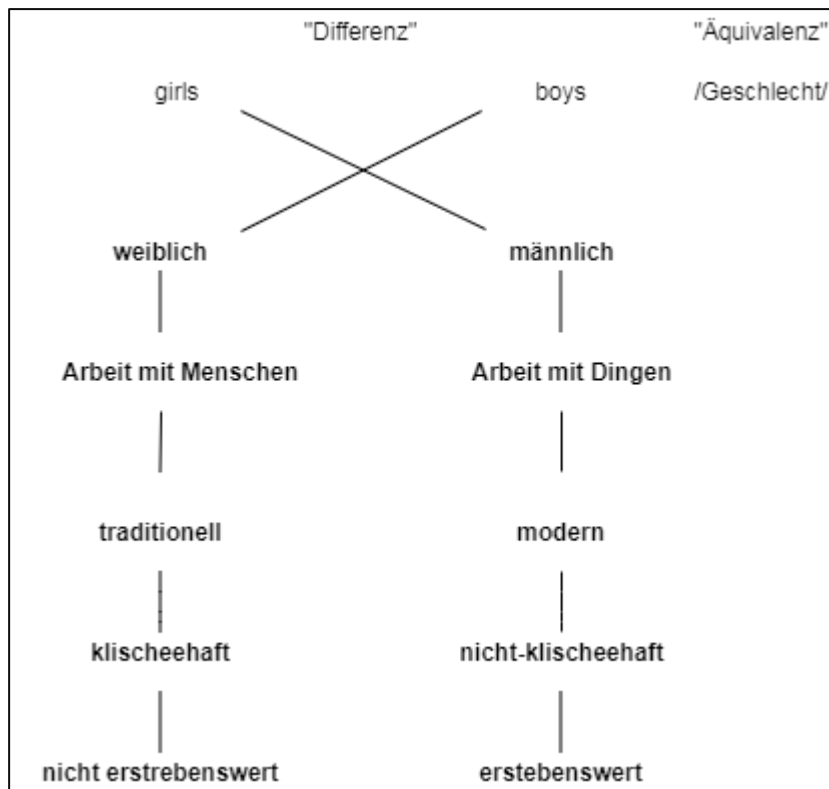 "Differenz" "Äquivalenz"
girls boys /Geschlecht/
weiblich männlich
Arbeit mit Menschen Arbeit mit Dingen
traditionell modern
klischeehaft nicht-klischeehaft
nicht erstrebenswert erstebenswert